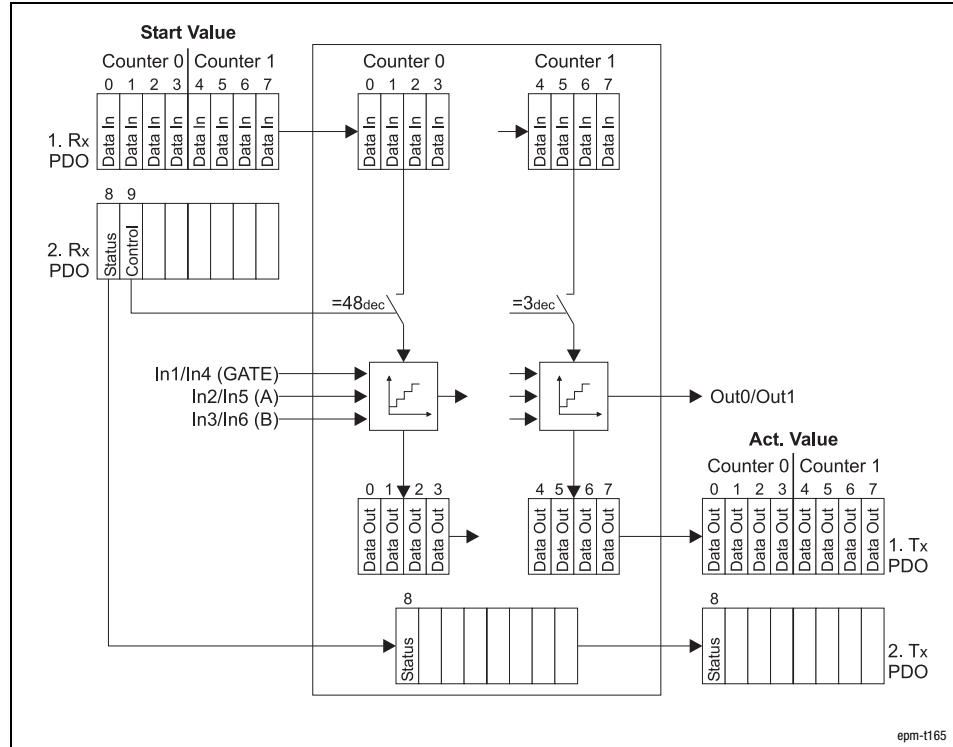 Start Value
Counter 0 Counter 1
0 1 2 3 4 5 6 7
1. Rx PDO
Data In Data In Data In Data In Data In Data In Data In Data In
8 9
2. Rx PDO
Status Control
Counter 0
0 1 2 3
Data In Data In Data In Data In
Counter 1
4 5 6 7
Data In Data In Data In Data In
=48dec
=3dec
In1/In4 (GATE)
In2/In5 (A)
In3/In6 (B)
Out0/Out1
0 1 2 3
Data Out Data Out Data Out Data Out
4 5 6 7
Data Out Data Out Data Out Data Out
Act. Value
Counter 0 Counter 1
0 1 2 3 4 5 6 7
Data Out Data Out Data Out Data Out Data Out Data Out Data Out Data Out
1. Tx PDO
8
Status
8
Status
2. Tx PDO
epm-t165